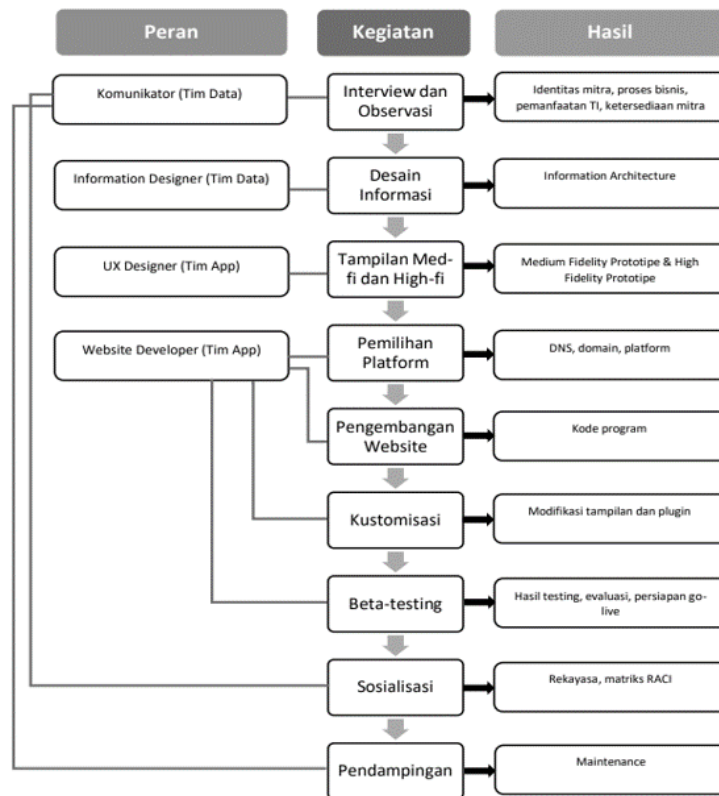 Peran
Kegiatan
Hasil
Komunikator (Tim Data)
Interview dan
Observasi
Identitas mitra, proses bisnis,
pemanfaatan TI, ketersediaan mitra
Information Designer (Tim Data)
Desain
Informasi
Information Architecture
UX Designer (Tim App)
Tampilan Med-
fi dan High-fi
Medium Fidelity Prototipe & High
Fidelity Prototipe
Website Developer (Tim App)
Pemilihan
Platform
DNS, domain, platform
Pengembangan
Website
Kode program
Kustomisasi
Modifikasi tampilan dan plugin
Beta-testing
Hasil testing, evaluasi, persiapan go-
live
Sosialisasi
Rekayasa, matriks RACI
Pendampingan
Maintenance